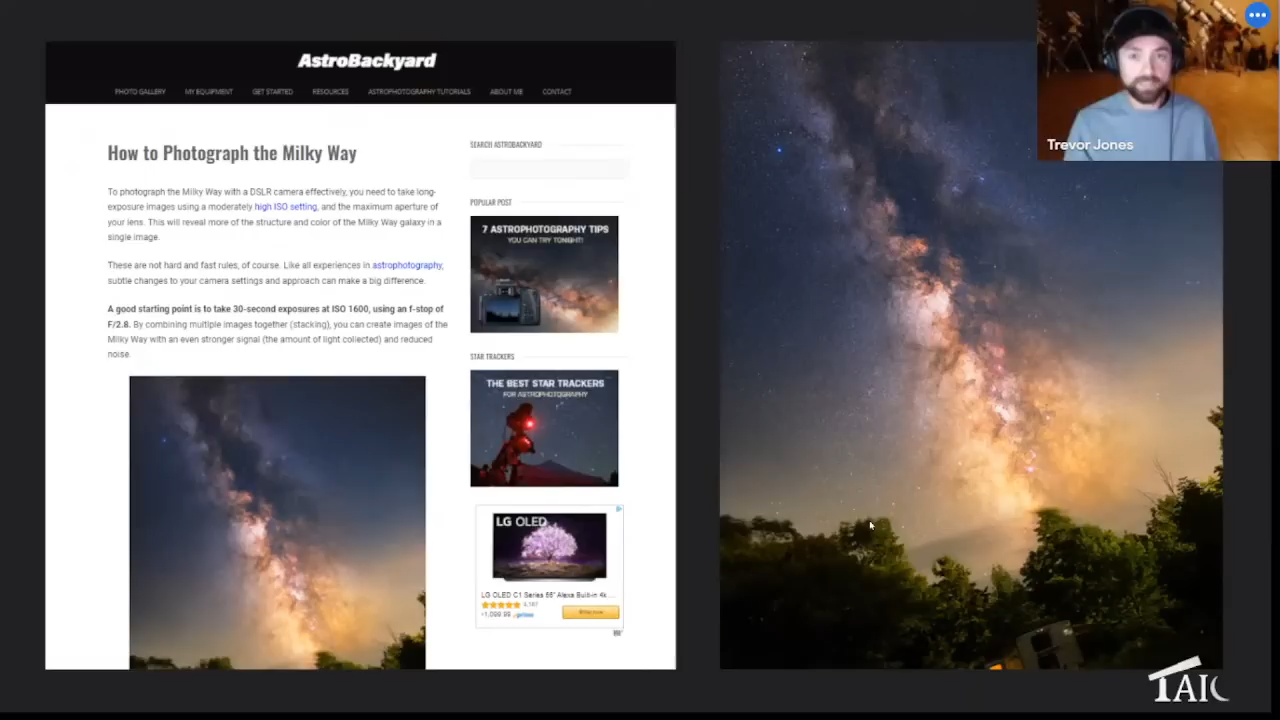 AstroBackyard
PHOTO GALLERY MY EQUIPMENT GET STARTED RESOURCES ASTROPHOTOGRAPHY TUTORIALS ABOUT ME CONTACT
How to Photograph the Milky Way
To photograph the Milky Way with a DSLR camera effectively, you need to take long-
exposure images using a moderately high ISO setting, and the maximum aperture of
your lens. This will reveal more of the structure and color of the Milky Way galaxy in a
single image.
These are not hard and fast rules, of course. Like all experiences in astrophotography,
subtle changes to your camera settings and approach can make a big difference.
A good starting point is to take 30-second exposures at ISO 1600, using an f-stop of
F/2.8. By combining multiple images together (stacking), you can create images of the
Milky Way with an even stronger signal (the amount of light collected) and reduced
noise.
SEARCH ASTROBACKYARD
POPULAR POST
7 ASTROPHOTOGRAPHY TIPS
YOU CAN TRY TONIGHT!
STAR TRACKERS
THE BEST STAR TRACKERS
FOR ASTROPHOTOGRAPHY
LG OLED
LG OLED C1 Series 65" Alexa Built-in 4k ...
Trevor Jones
TAIC